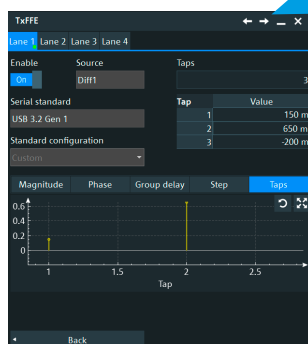 TxFFE
Lane 1 Lane 2 Lane 3 Lane 4
Enable Source Taps
On Diff1 3
Serial standard Tap Value
USB 3.2 Gen 1 1 150 m
2 650 m
Standard configuration 3 -200 m
Custom
Magnitude Phase Group delay Step Taps
0.6
0.4
0.2
0
1 1.5 2 2.5
Tap
Back